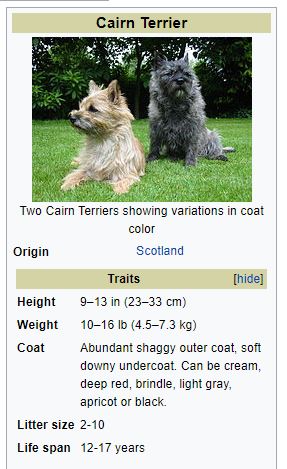 Cairn Terrier
Two Cairn Terriers showing variations in coat
color
Origin Scotland
Traits [hide]
Height 9–13 in (23–33 cm)
Weight 10–16 lb (4.5–7.3 kg)
Coat Abundant shaggy outer coat, soft
downy undercoat. Can be cream,
deep red, brindle, light gray,
apricot or black.
Litter size 2-10
Life span 12-17 years